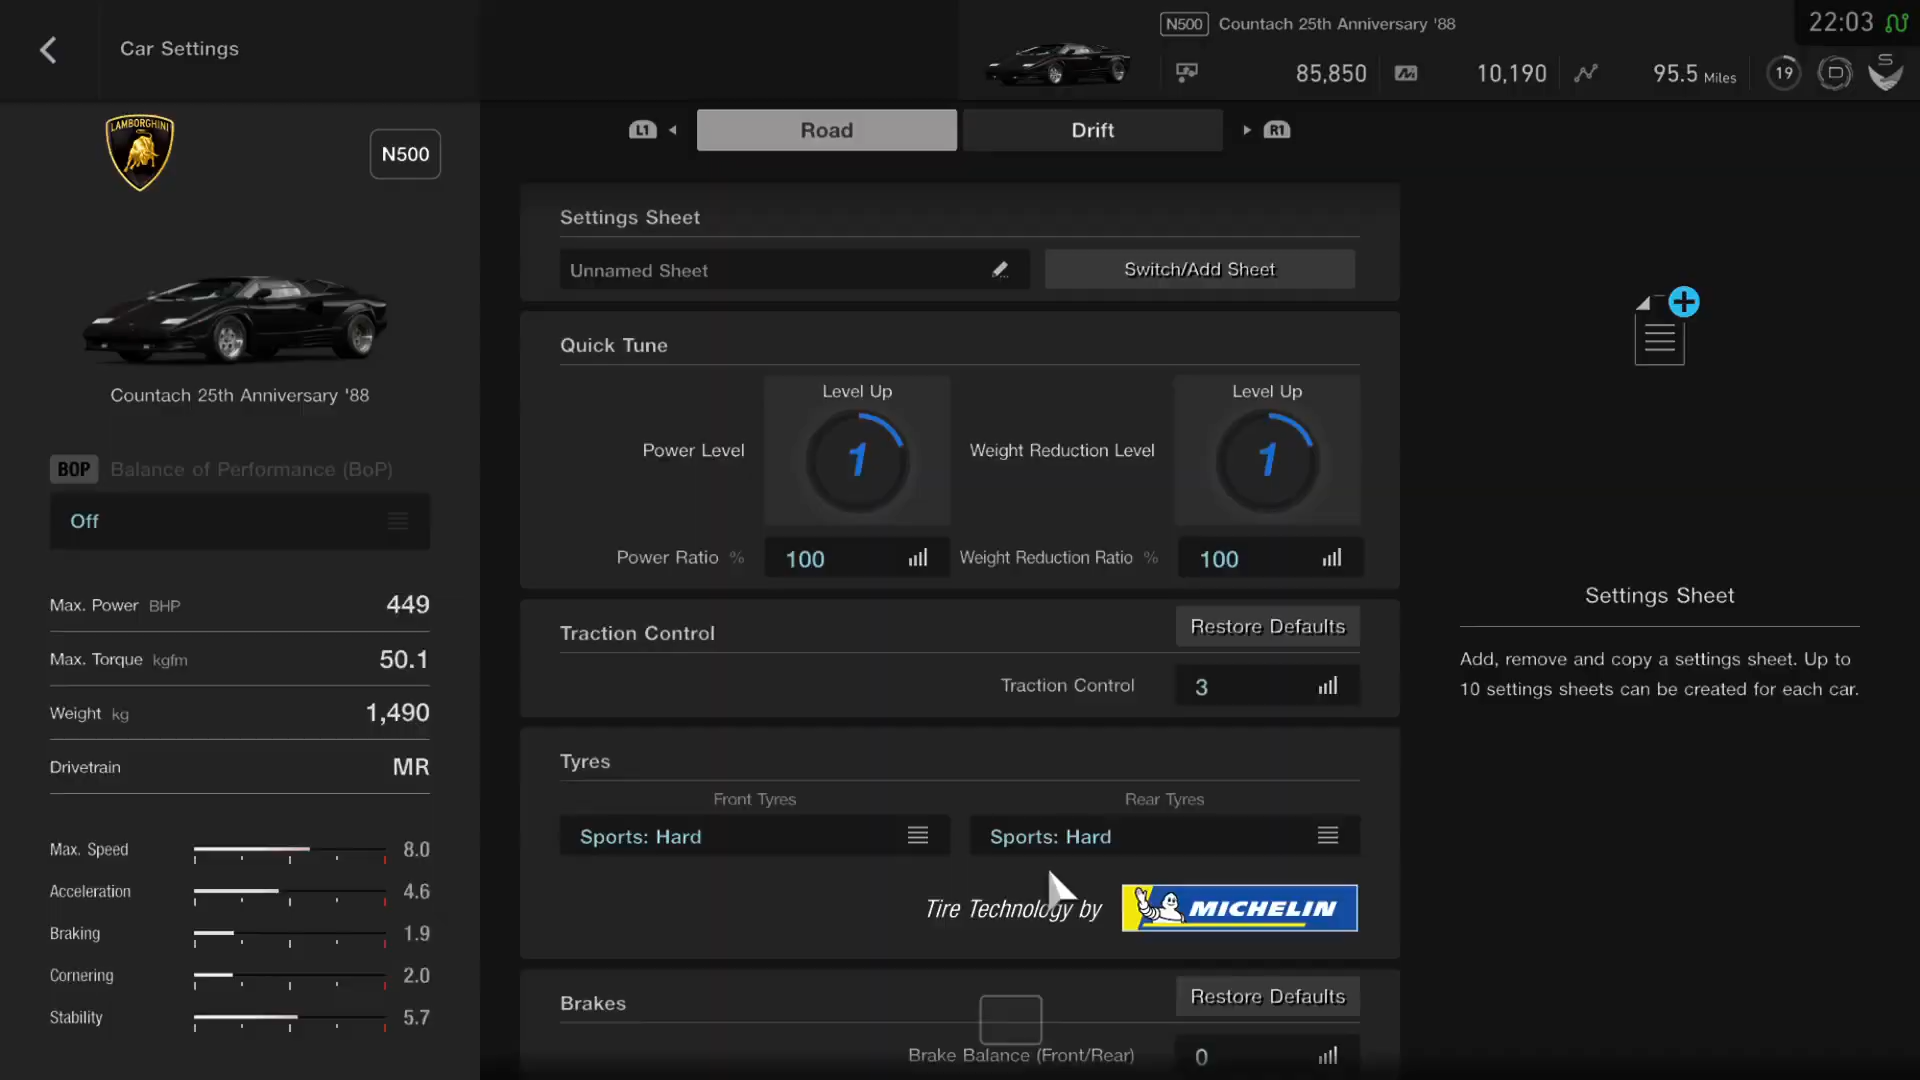 Car Settings
N500 Countach 25th Anniversary '88
22:03
85,850
10,190
95.5 Miles
19
D
S
LAMBORGHINI
N500
L1
Road
Drift
R1
Settings Sheet
Unnamed Sheet
Switch/Add Sheet
Quick Tune
Level Up
Level Up
Power Level
1
Weight Reduction Level
1
Power Ratio %
100
Weight Reduction Ratio %
100
Countach 25th Anniversary '88
BOP Balance of Performance (BoP)
Off
Max. Power BHP 449
Max. Torque kgfm 50.1
Weight kg 1,490
Drivetrain MR
Max. Speed 8.0
Acceleration 4.6
Braking 1.9
Cornering 2.0
Stability 5.7
Traction Control
Restore Defaults
Traction Control 3
Tyres
Front Tyres
Rear Tyres
Sports: Hard
Sports: Hard
Tire Technology by
MICHELIN
Brakes
Restore Defaults
Brake Balance (Front/Rear) 0
Settings Sheet
Add, remove and copy a settings sheet. Up to
10 settings sheets can be created for each car.